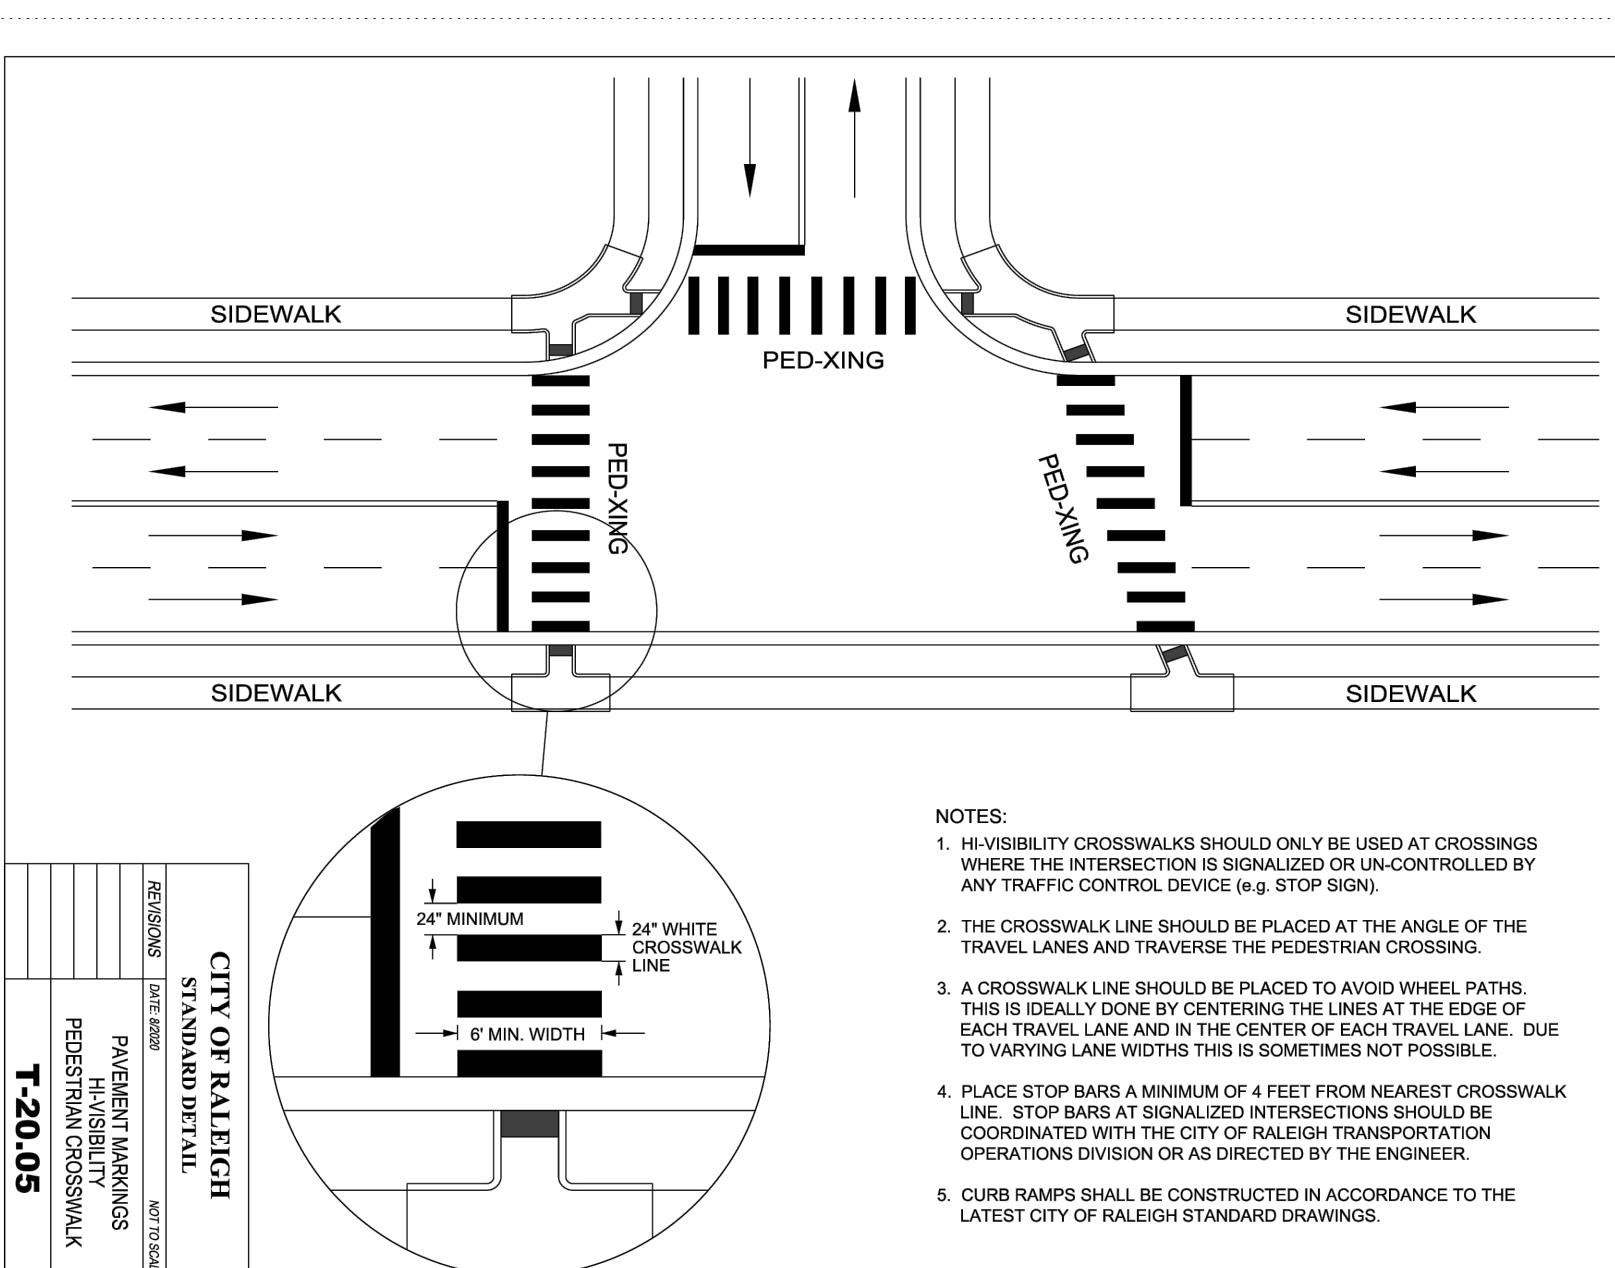 SIDEWALK
SIDEWALK
PED-XING
PED-XING
PED-XING
SIDEWALK
SIDEWALK
24" MINIMUM
24" WHITE
CROSSWALK
LINE
6' MIN. WIDTH
NOTES:
1. HI-VISIBILITY CROSSWALKS SHOULD ONLY BE USED AT CROSSINGS
WHERE THE INTERSECTION IS SIGNALIZED OR UN-CONTROLLED BY
ANY TRAFFIC CONTROL DEVICE (e.g. STOP SIGN).
2. THE CROSSWALK LINE SHOULD BE PLACED AT THE ANGLE OF THE
TRAVEL LANES AND TRAVERSE THE PEDESTRIAN CROSSING.
3. A CROSSWALK LINE SHOULD BE PLACED TO AVOID WHEEL PATHS.
THIS IS IDEALLY DONE BY CENTERING THE LINES AT THE EDGE OF
EACH TRAVEL LANE AND IN THE CENTER OF EACH TRAVEL LANE. DUE
TO VARYING LANE WIDTHS THIS IS SOMETIMES NOT POSSIBLE.
4. PLACE STOP BARS A MINIMUM OF 4 FEET FROM NEAREST CROSSWALK
LINE. STOP BARS AT SIGNALIZED INTERSECTIONS SHOULD BE
COORDINATED WITH THE CITY OF RALEIGH TRANSPORTATION
OPERATIONS DIVISION OR AS DIRECTED BY THE ENGINEER.
5. CURB RAMPS SHALL BE CONSTRUCTED IN ACCORDANCE TO THE
LATEST CITY OF RALEIGH STANDARD DRAWINGS.
CITY OF RALEIGH
STANDARD DETAIL
REVISIONS
DATE: 8/2020
NOT TO SCAL
PAVEMENT MARKINGS
HI-VISIBILITY
PEDESTRIAN CROSSWALK
T-20.05